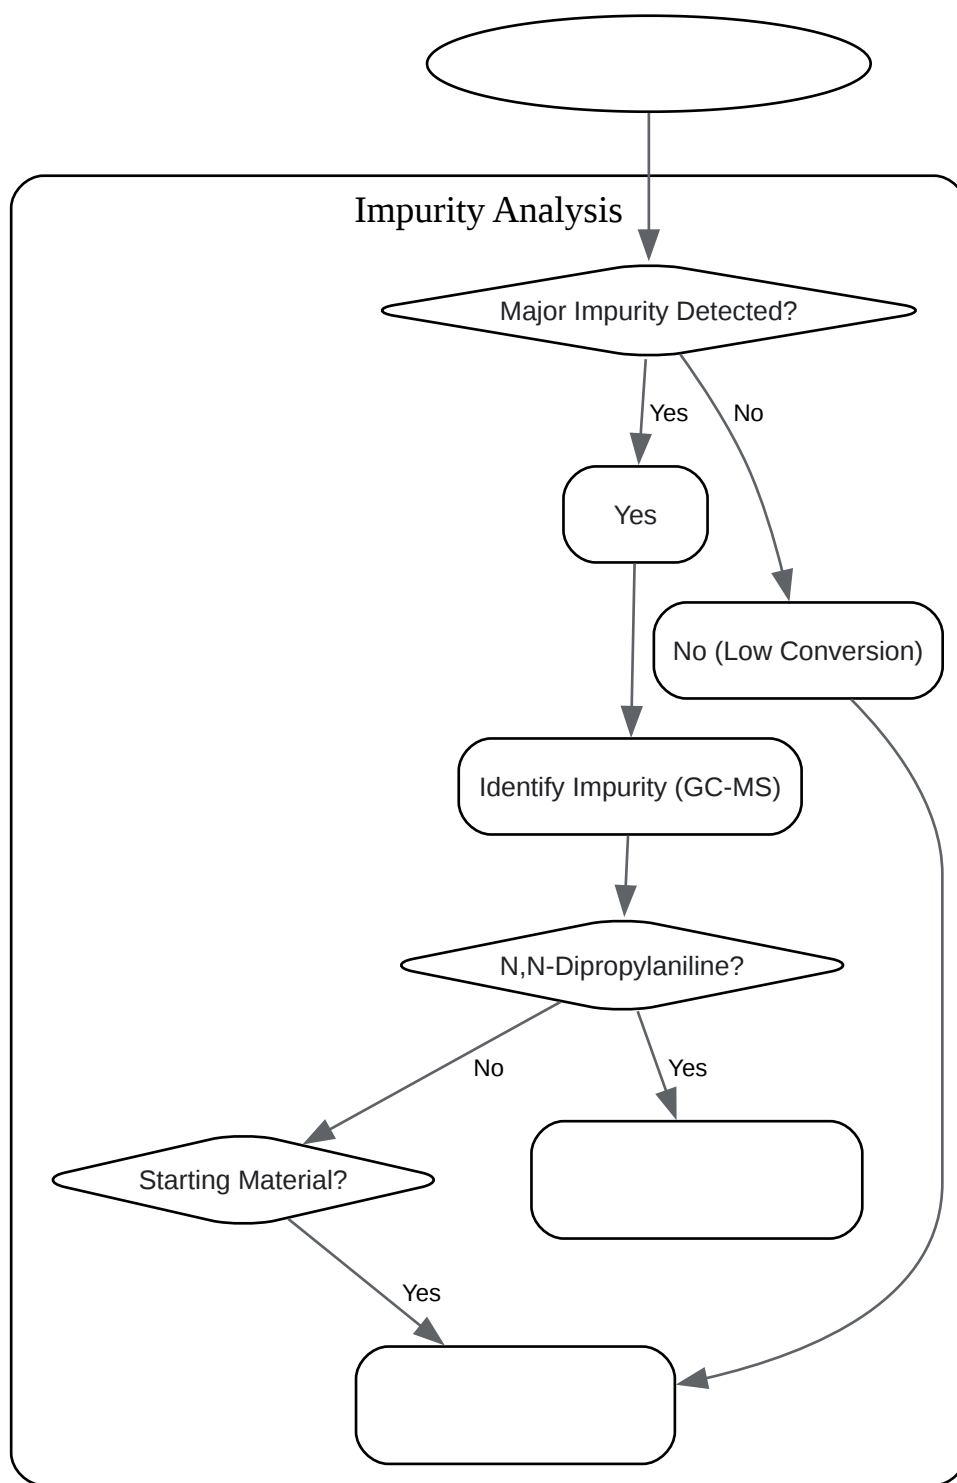 Impurity Analysis
Major Impurity Detected?
Yes
No
Yes
No (Low Conversion)
Identify Impurity (GC-MS)
N,N-Dipropylaniline?
No
Yes
Starting Material?
Yes